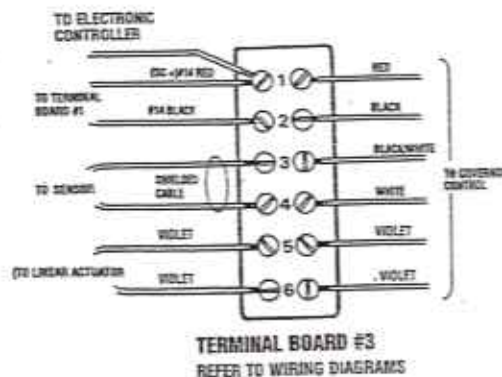 TO ELECTRONIC
CONTROLLER
#14 RED
RED
1
TO TERMINAL
BOARD #1
#14 BLACK
BLACK
2
BLACK/WHITE
3
TO SENSOR
SHIELDED
CABLE
WHITE
4
TO GOVERNOR
CONTROL
VIOLET
5
VIOLET
(TO LINEAR ACTUATOR
VIOLET
6
VIOLET
TERMINAL BOARD #3
REFER TO WIRING DIAGRAMS